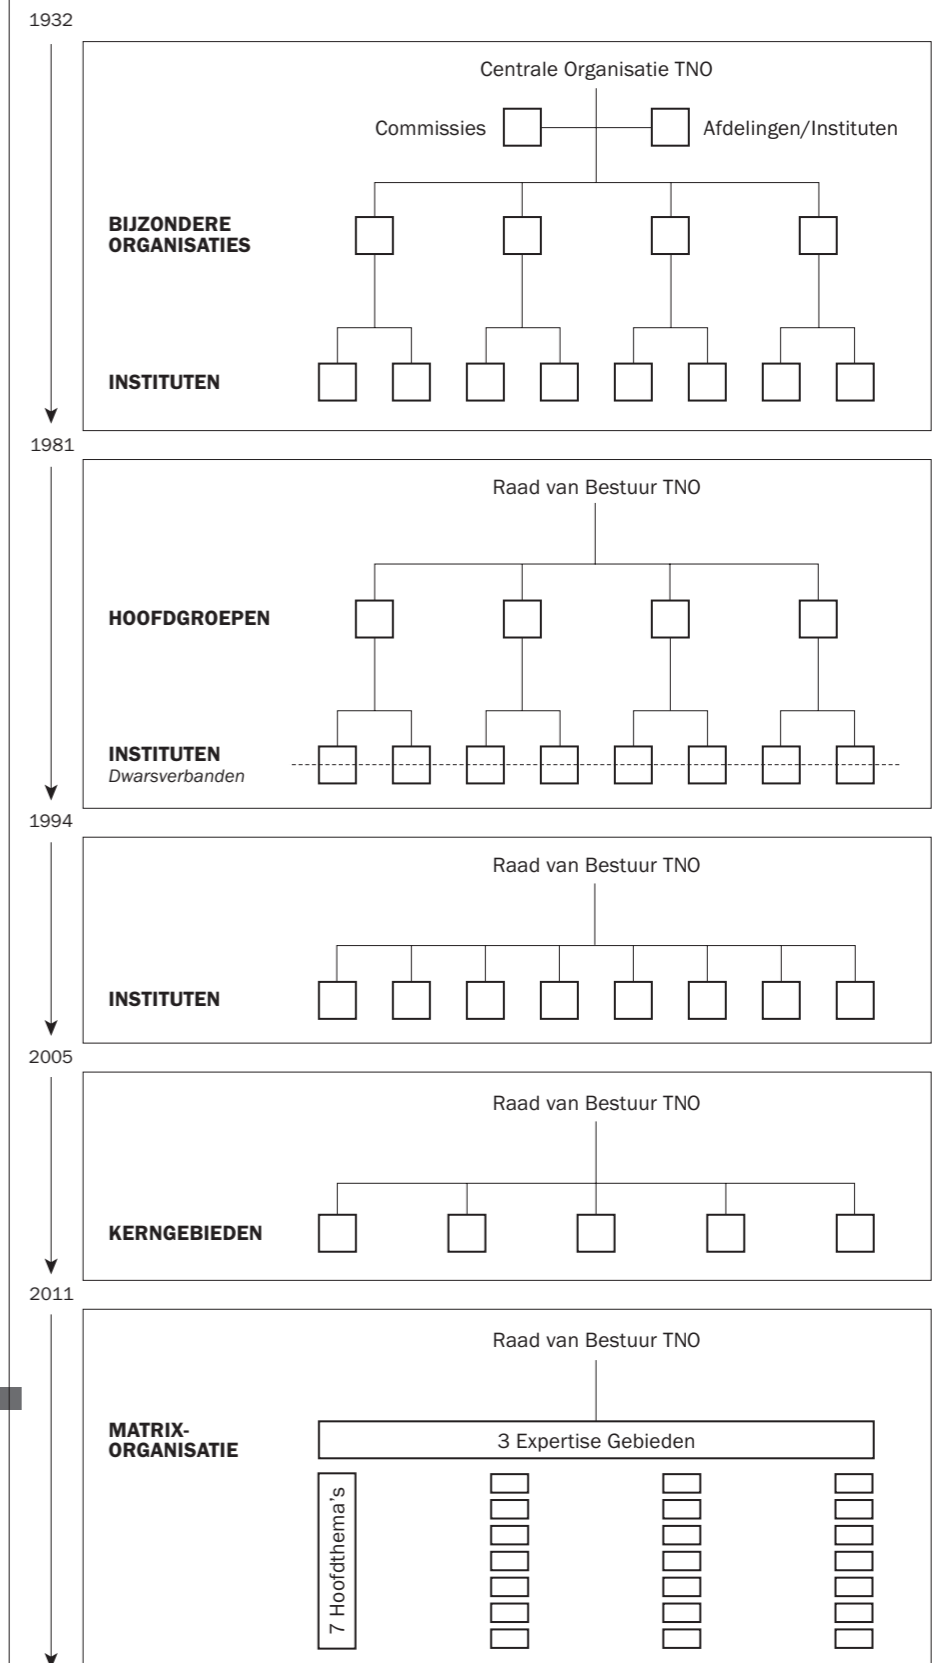 1932
Centrale Organisatie TNO
Commissies
Afdelingen/Instituten
BIJZONDERE
ORGANISATIES
INSTITUTEN
1981
Raad van Bestuur TNO
HOOFDGROEPEN
INSTITUTEN
Dwarsverbanden
1994
Raad van Bestuur TNO
INSTITUTEN
2005
Raad van Bestuur TNO
KERNGEBIEDEN
2011
Raad van Bestuur TNO
MATRIX-
ORGANISATIE
3 Expertise Gebieden
7 Hoofdthema's